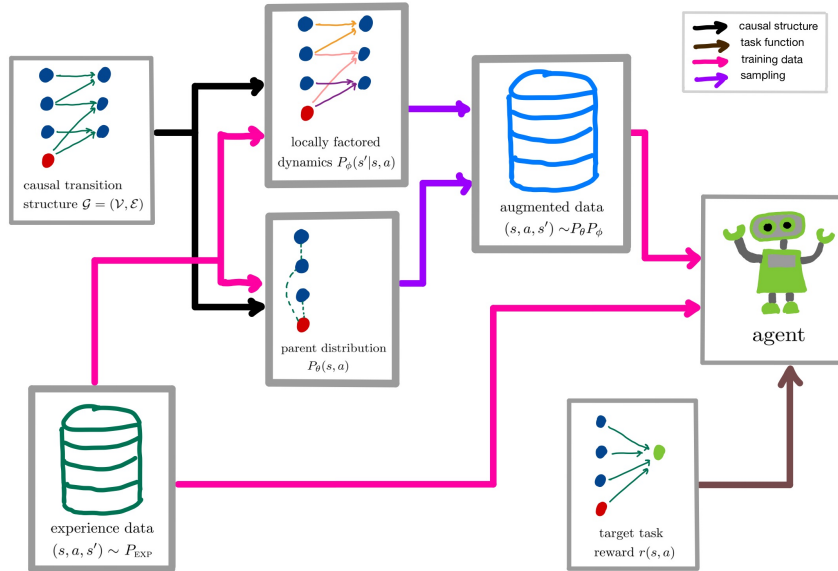 causal structure
task function
training data
sampling
causal transition
structure 𝒢 = (𝒱, ℰ)
locally factored
dynamics P_ϕ(s′|s, a)
parent distribution
P_θ(s, a)
augmented data
(s, a, s′) ∼P_θP_ϕ
agent
experience data
(s, a, s′) ∼ P_EXP
target task
reward r(s, a)